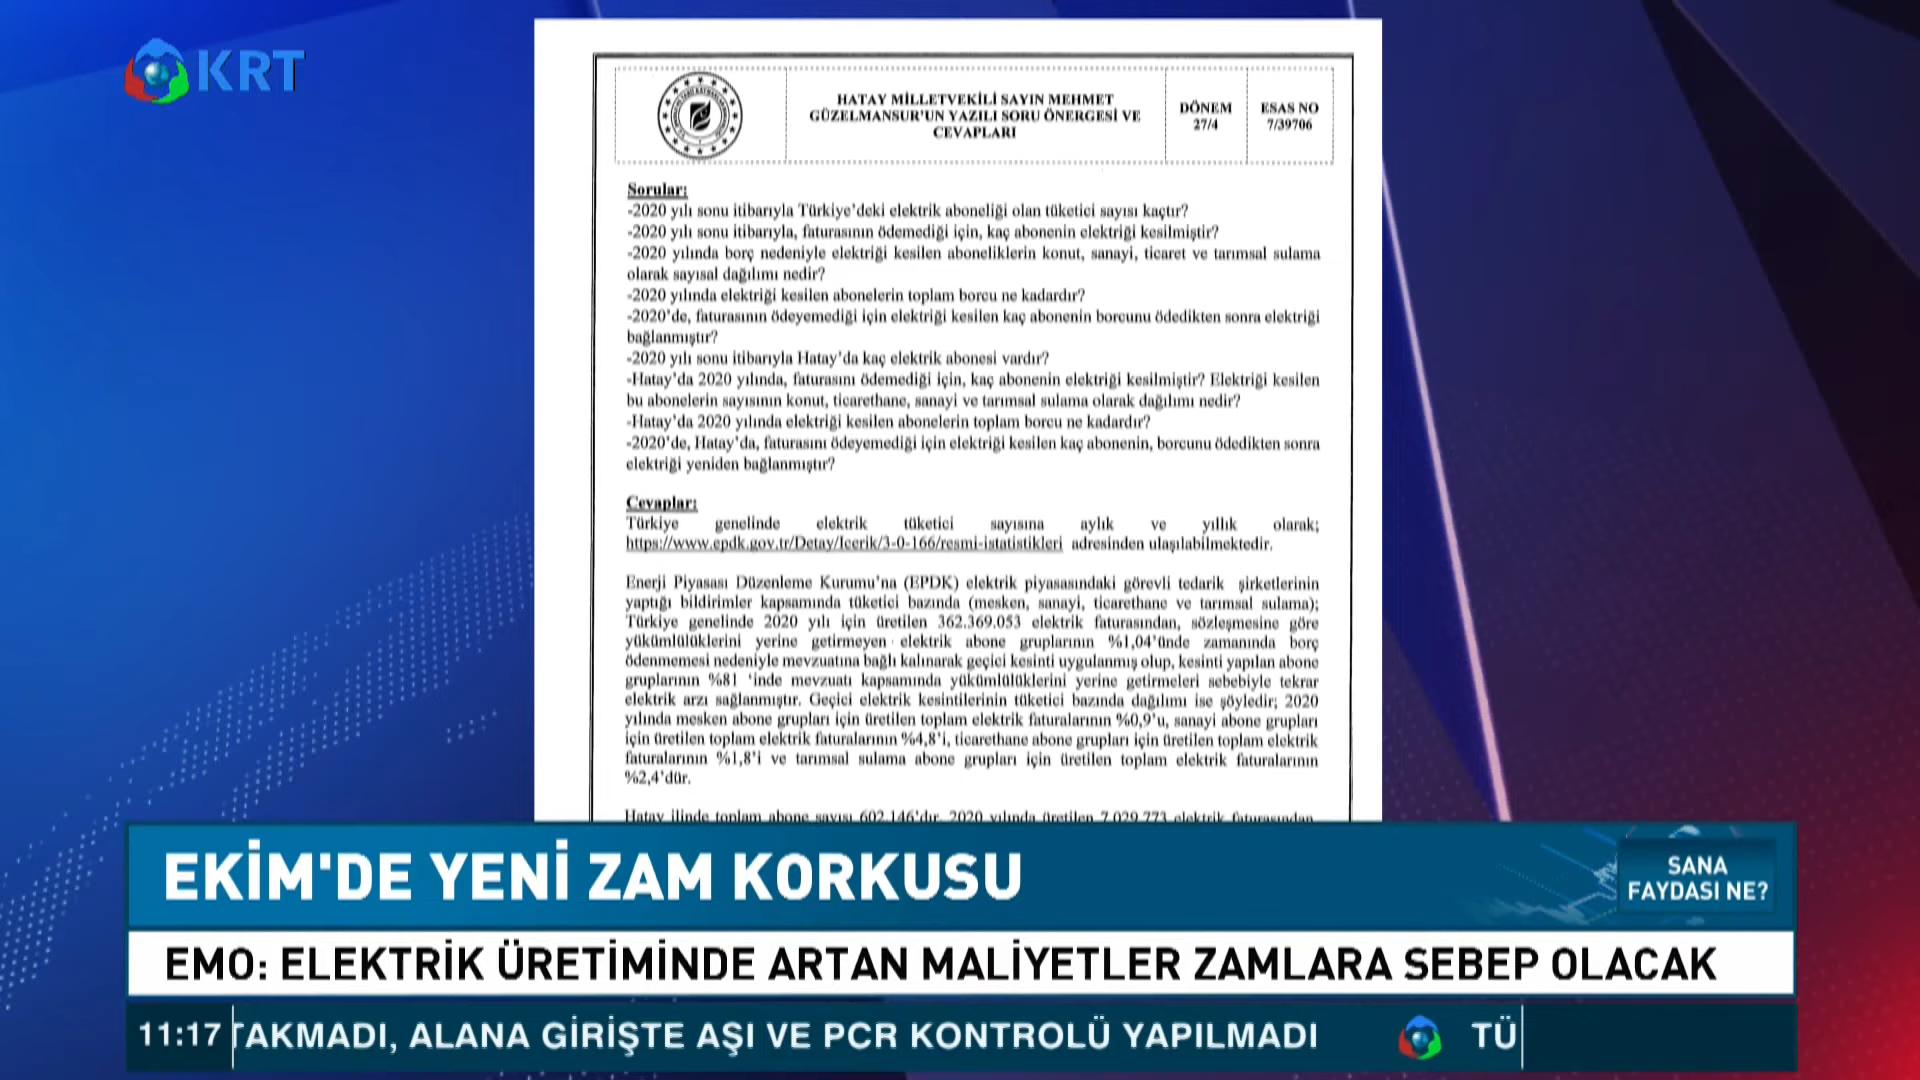 KRT
HATAY MİLLETVEKİLİ SAYIN MEHMET
GÜZELMANSUR'UN YAZILI SORU ÖNERGESİ VE
CEVAPLARI
DÖNEM
27/4
ESAS NO
7/39706
Sorular:
-2020 yılı sonu itibarıyla Türkiye'deki elektrik aboneliği olan tüketici sayısı kaçtır?
-2020 yılı sonu itibarıyla, faturasının ödemediği için, kaç abonenin elektriği kesilmiştir?
-2020 yılında borç nedeniyle elektriği kesilen aboneliklerin konut, sanayi, ticaret ve tarımsal sulama
olarak sayısal dağılımı nedir?
-2020 yılında elektriği kesilen abonelerin toplam borcu ne kadardır?
-2020'de, faturasının ödeyemediği için elektriği kesilen kaç abonenin borcunu ödedikten sonra elektriği
bağlanmıştır?
-2020 yılı sonu itibarıyla Hatay'da kaç elektrik abonesi vardır?
-Hatay'da 2020 yılında, faturasını ödemediği için, kaç abonenin elektriği kesilmiştir? Elektriği kesilen
bu abonelerin sayısının konut, ticarethane, sanayi ve tarımsal sulama olarak dağılımı nedir?
-Hatay'da 2020 yılında elektriği kesilen abonelerin toplam borcu ne kadardır?
-2020'de, Hatay'da, faturasını ödeyemediği için elektriği kesilen kaç abonenin, borcunu ödedikten sonra
elektriği yeniden bağlanmıştır?
Cevaplar:
Türkiye genelinde elektrik tüketici sayısına aylık ve yıllık olarak;
https://www.epdk.gov.tr/Detay/Icerik/3-0-166/resmi-istatistikleri adresinden ulaşılabilmektedir.
Enerji Piyasası Düzenleme Kurumu'na (EPDK) elektrik piyasasındaki görevli tedarik şirketlerinin
yaptığı bildirimler kapsamında tüketici bazında (mesken, sanayi, ticarethane ve tarımsal sulama);
Türkiye genelinde 2020 yılı için üretilen 362.369.053 elektrik faturasından, sözleşmesine göre
yükümlülüklerini yerine getirmeyen elektrik abone gruplarının %1,04'ünde zamanında borç
ödenmemesi nedeniyle mevzuatına bağlı kalınarak geçici kesinti uygulanmış olup, kesinti yapılan abone
gruplarının %81 'inde mevzuatı kapsamında yükümlülüklerini yerine getirmeleri sebebiyle tekrar
elektrik arzı sağlanmıştır. Geçici elektrik kesintilerinin tüketici bazında dağılımı ise şöyledir; 2020
yılında mesken abone grupları için üretilen toplam elektrik faturalarının %0,9'u, sanayi abone grupları
için üretilen toplam elektrik faturalarının %4,8'i, ticarethane abone grupları için üretilen toplam elektrik
faturalarının %1,8'i ve tarımsal sulama abone grupları için üretilen toplam elektrik faturalarının
%2,4'dür.
Hatay ilinde toplam abone sayısı 602.146'dır. 2020 yılında üretilen 7.029.773 elektrik faturasından,
EKİM'DE YENİ ZAM KORKUSU
SANA
FAYDASI NE?
EMO: ELEKTRİK ÜRETİMİNDE ARTAN MALİYETLER ZAMLARA SEBEP OLACAK
11:17 TAKMADI, ALANA GİRİŞTE AŞI VE PCR KONTROLÜ YAPILMADI TÜ